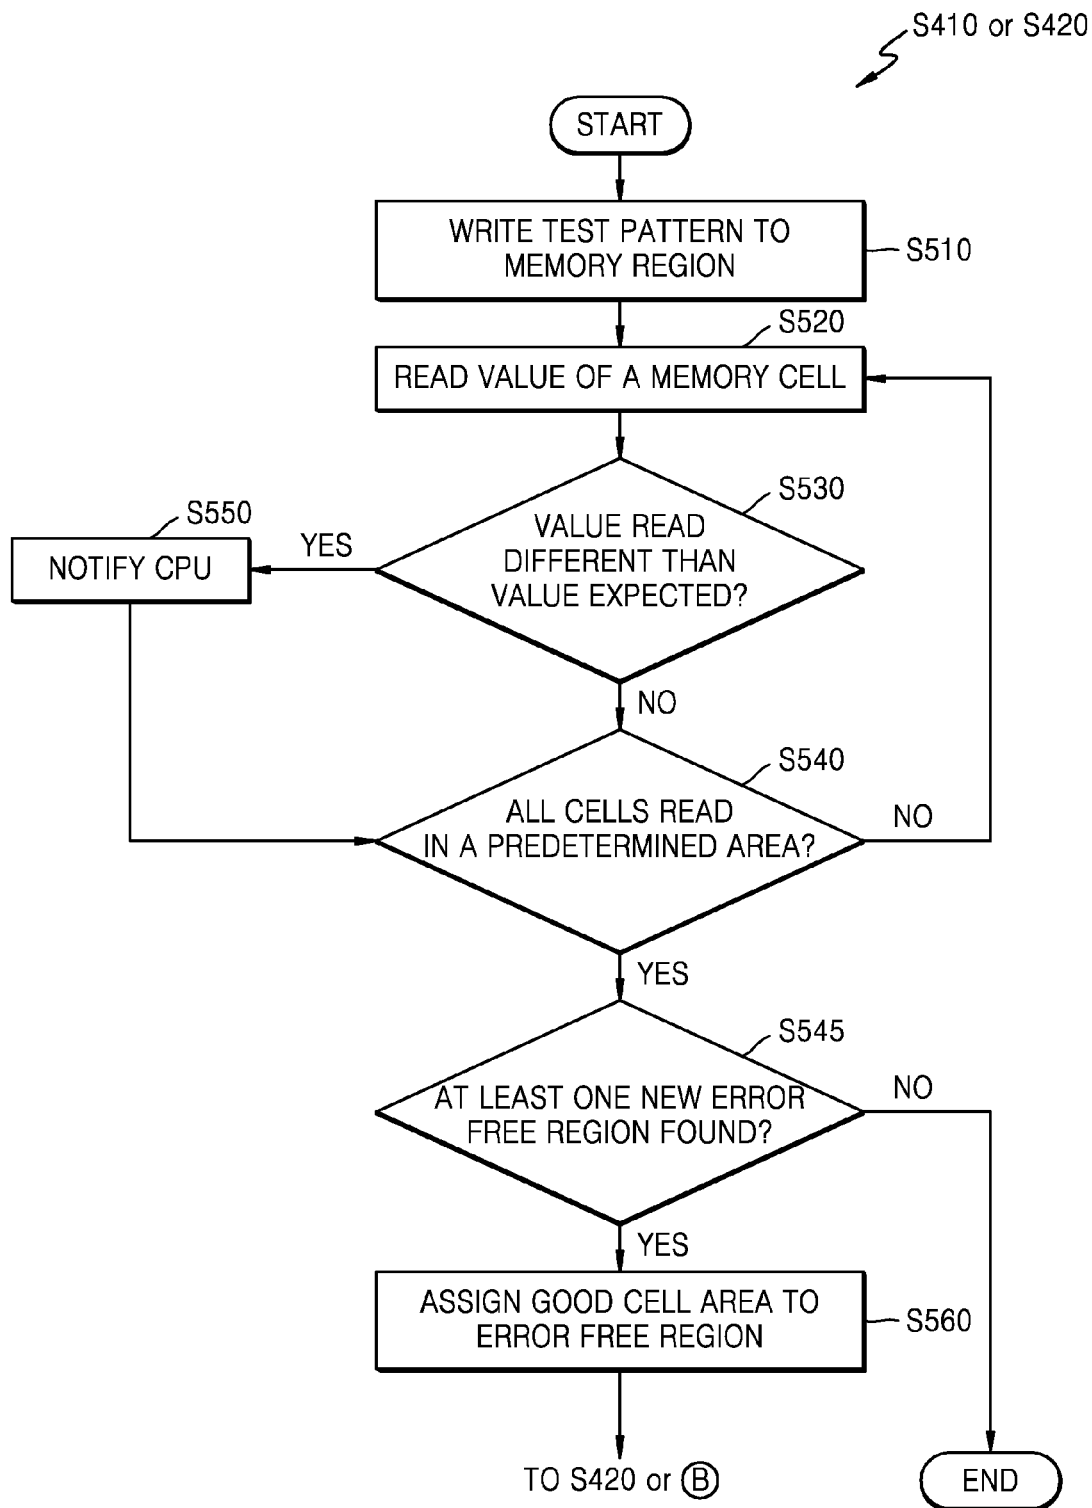 S410 or S420
START
WRITE TEST PATTERN TO
MEMORY REGION
S510
S520
READ VALUE OF A MEMORY CELL
S530
VALUE READ
DIFFERENT THAN
VALUE EXPECTED?
S550
YES
NOTIFY CPU
NO
S540
ALL CELLS READ
IN A PREDETERMINED AREA?
NO
YES
S545
AT LEAST ONE NEW ERROR
FREE REGION FOUND?
NO
YES
ASSIGN GOOD CELL AREA TO
ERROR FREE REGION
S560
TO S420 or B
END